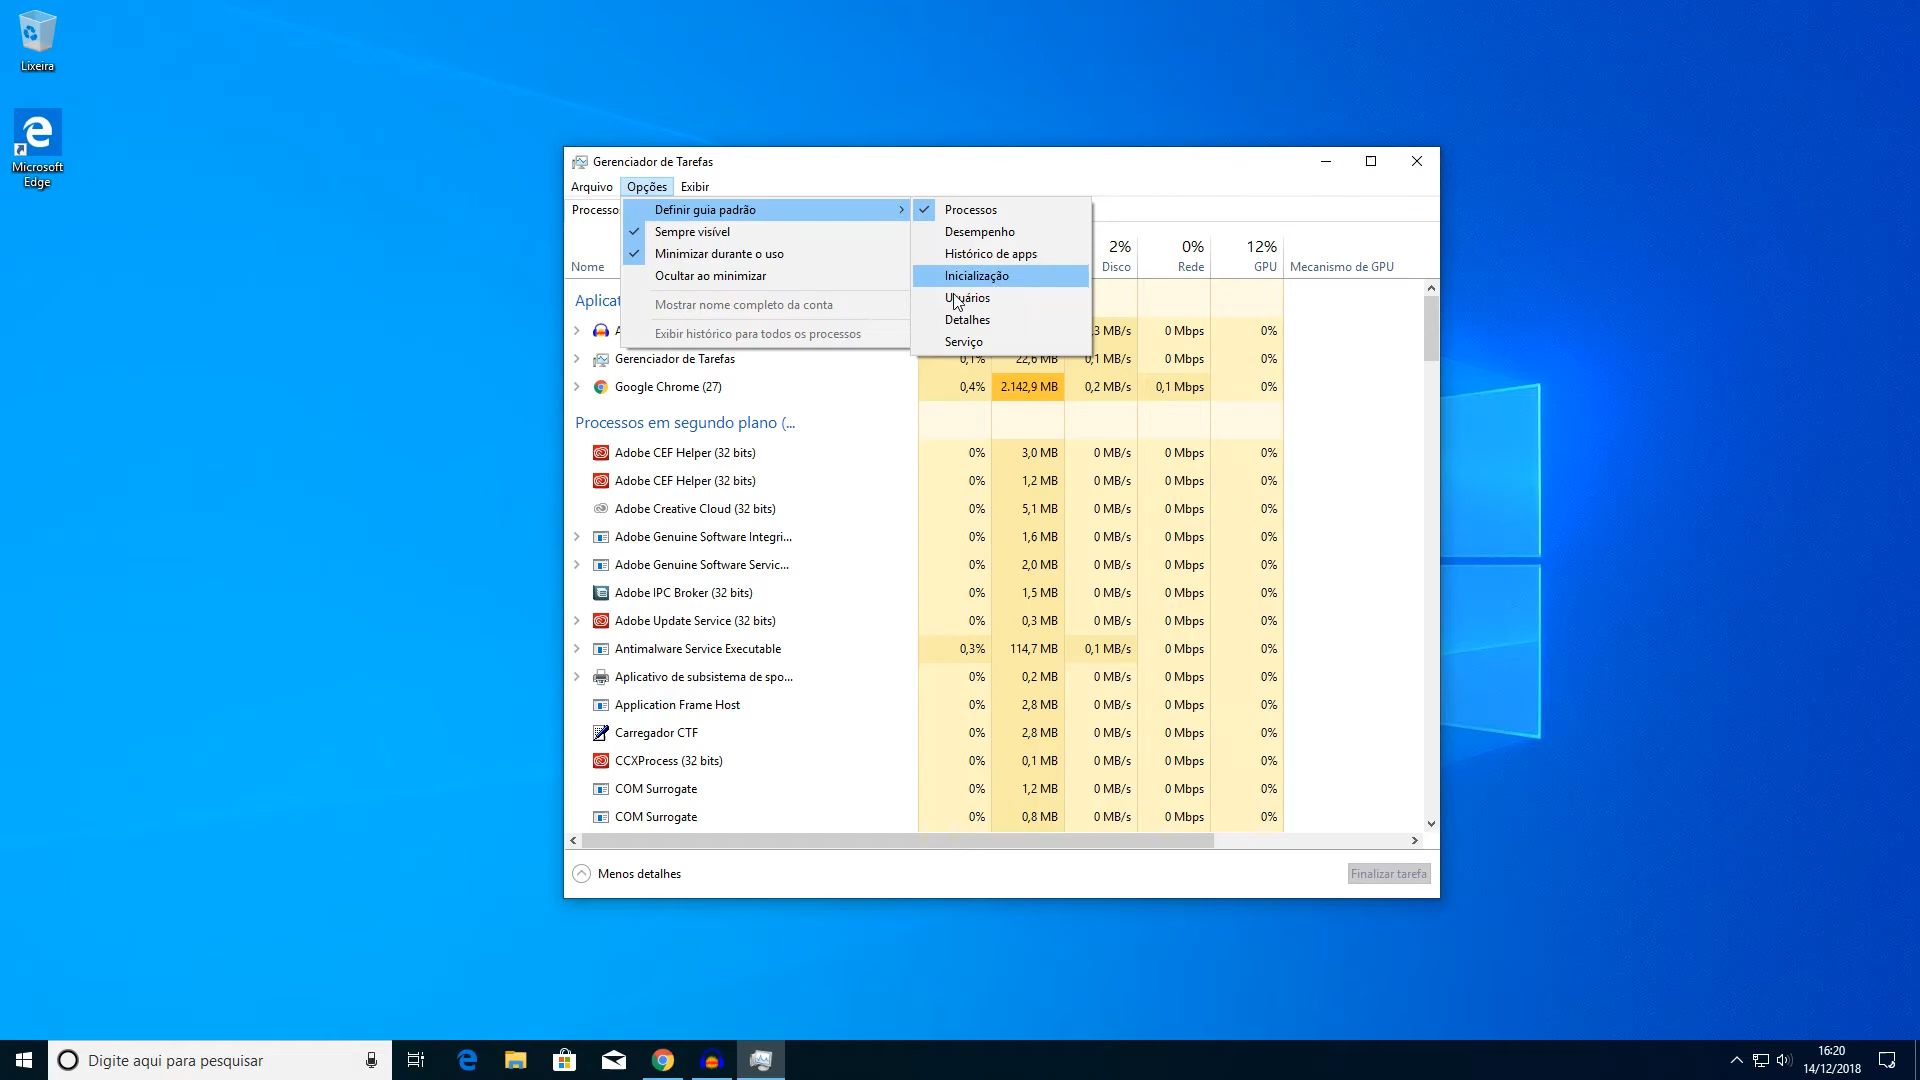 Lixeira
Microsoft
Edge
Gerenciador de Tarefas
Arquivo Opções Exibir
Processo
Definir guia padrão
Sempre visível
Minimizar durante o uso
Ocultar ao minimizar
Mostrar nome completo da conta
Exibir histórico para todos os processos
Processos
Desempenho
Histórico de apps
Inicialização
Usuários
Detalhes
Serviço
2% 0% 12%
Nome Disco Rede GPU Mecanismo de GPU
Aplicat
A 3 MB/s 0 Mbps 0%
Gerenciador de Tarefas 0,1% 22,6 MB 0,1 MB/s 0 Mbps 0%
Google Chrome (27) 0,4% 2.142,9 MB 0,2 MB/s 0,1 Mbps 0%
Processos em segundo plano (...
Adobe CEF Helper (32 bits) 0% 3,0 MB 0 MB/s 0 Mbps 0%
Adobe CEF Helper (32 bits) 0% 1,2 MB 0 MB/s 0 Mbps 0%
Adobe Creative Cloud (32 bits) 0% 5,1 MB 0 MB/s 0 Mbps 0%
Adobe Genuine Software Integri... 0% 1,6 MB 0 MB/s 0 Mbps 0%
Adobe Genuine Software Servic... 0% 2,0 MB 0 MB/s 0 Mbps 0%
Adobe IPC Broker (32 bits) 0% 1,5 MB 0 MB/s 0 Mbps 0%
Adobe Update Service (32 bits) 0% 0,3 MB 0 MB/s 0 Mbps 0%
Antimalware Service Executable 0,3% 114,7 MB 0,1 MB/s 0 Mbps 0%
Aplicativo de subsistema de spo... 0% 0,2 MB 0 MB/s 0 Mbps 0%
Application Frame Host 0% 2,8 MB 0 MB/s 0 Mbps 0%
Carregador CTF 0% 2,8 MB 0 MB/s 0 Mbps 0%
CCXProcess (32 bits) 0% 0,1 MB 0 MB/s 0 Mbps 0%
COM Surrogate 0% 1,2 MB 0 MB/s 0 Mbps 0%
COM Surrogate 0% 0,8 MB 0 MB/s 0 Mbps 0%
Menos detalhes Finalizar tarefa
Digite aqui para pesquisar
16:20
14/12/2018